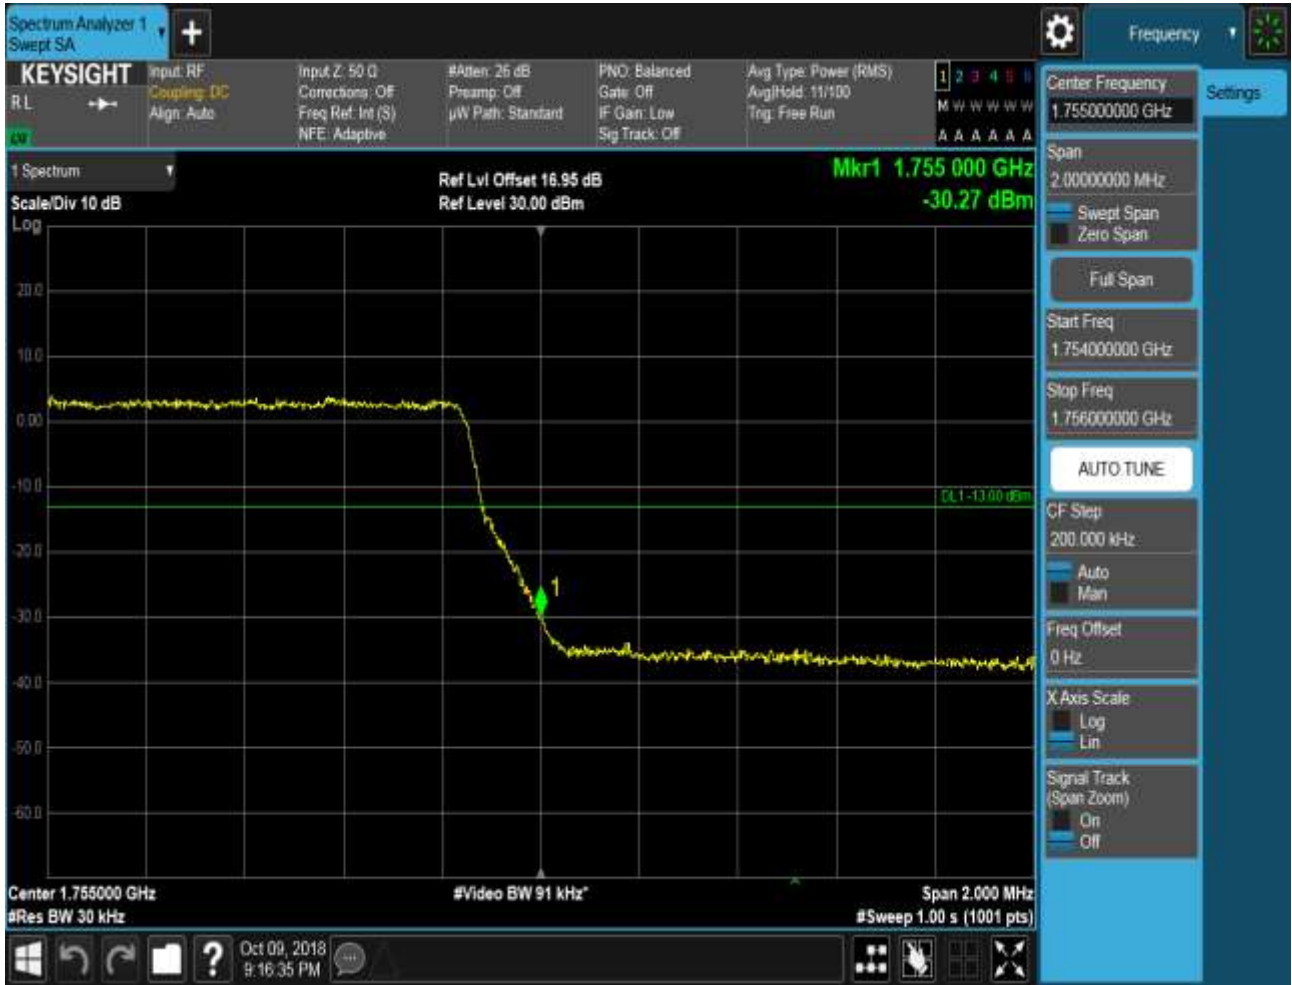 Spectrum Analyzer 1
Swept SA
+
Frequency
KEYSIGHT
R L
LW
Input: RF
Coupling: DC
Align: Auto
Input Z: 50 Ω
Corrections: Off
Freq Ref: Int (S)
NFE: Adaptive
#Atten: 26 dB
Preamp: Off
µW Path: Standard
PNO: Balanced
Gate: Off
IF Gain: Low
Sig Track: Off
Avg Type: Power (RMS)
Avg|Hold: 11/100
Trig: Free Run
1 2 3 4 5 6
M W W W W W
A A A A A A
1 Spectrum
Scale/Div 10 dB
Log
Ref Lvl Offset 16.95 dB
Ref Level 30.00 dBm
Mkr1 1.755 000 GHz
-30.27 dBm
20.0
10.0
0.00
-10.0
-20.0
-30.0
-40.0
-50.0
-60.0
DL1 -13.00 dBm
1
Center 1.755000 GHz
#Res BW 30 kHz
#Video BW 91 kHz*
Span 2.000 MHz
#Sweep 1.00 s (1001 pts)
Center Frequency
1.755000000 GHz
Settings
Span
2.00000000 MHz
Swept Span
Zero Span
Full Span
Start Freq
1.754000000 GHz
Stop Freq
1.756000000 GHz
AUTO TUNE
CF Step
200.000 kHz
Auto
Man
Freq Offset
0 Hz
X Axis Scale
Log
Lin
Signal Track
(Span Zoom)
On
Off
?
Oct 09, 2018
9:16:35 PM